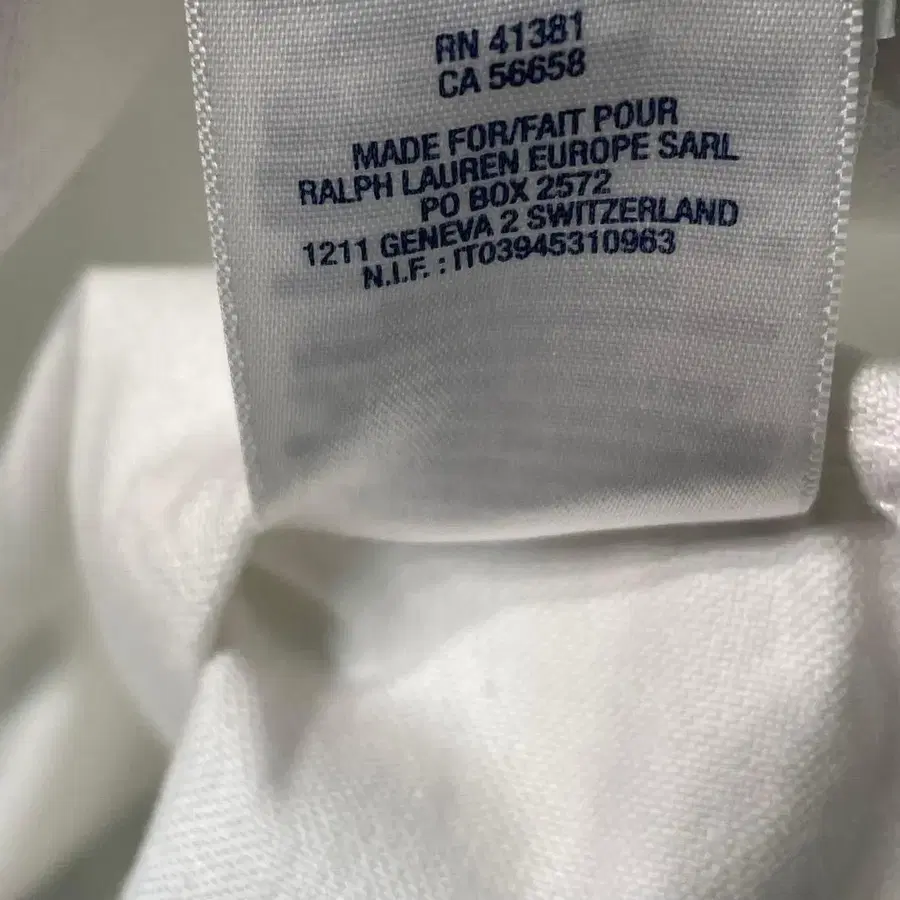 RN 41381
CA 56658
MADE FOR/FAIT POUR
RALPH LAUREN EUROPE SARL
PO BOX 2572
1211 GENEVA 2 SWITZERLAND
N.I.F. : IT03945310963